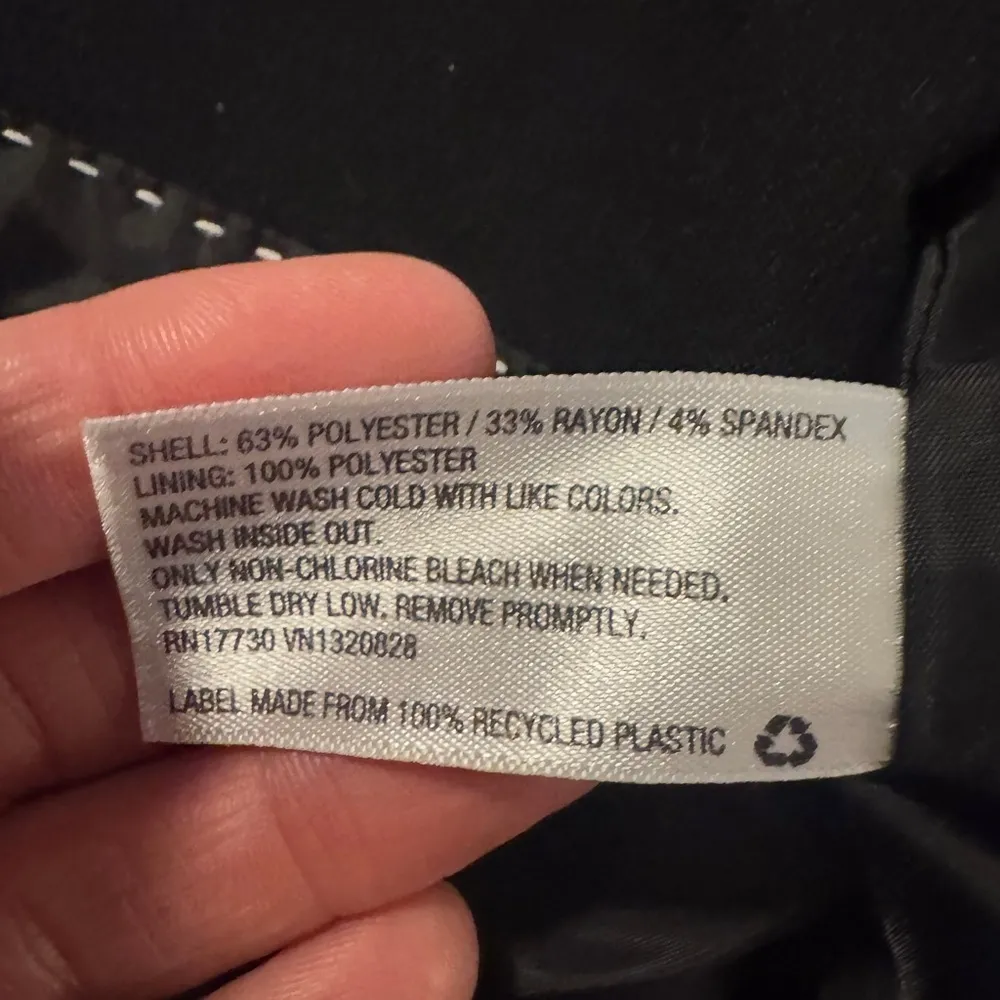 SHELL: 63% POLYESTER / 33% RAYON / 4% SPANDEX
LINING: 100% POLYESTER
MACHINE WASH COLD WITH LIKE COLORS.
WASH INSIDE OUT.
ONLY NON-CHLORINE BLEACH WHEN NEEDED.
TUMBLE DRY LOW. REMOVE PROMPTLY.
RN17730 VN1320828
LABEL MADE FROM 100% RECYCLED PLASTIC